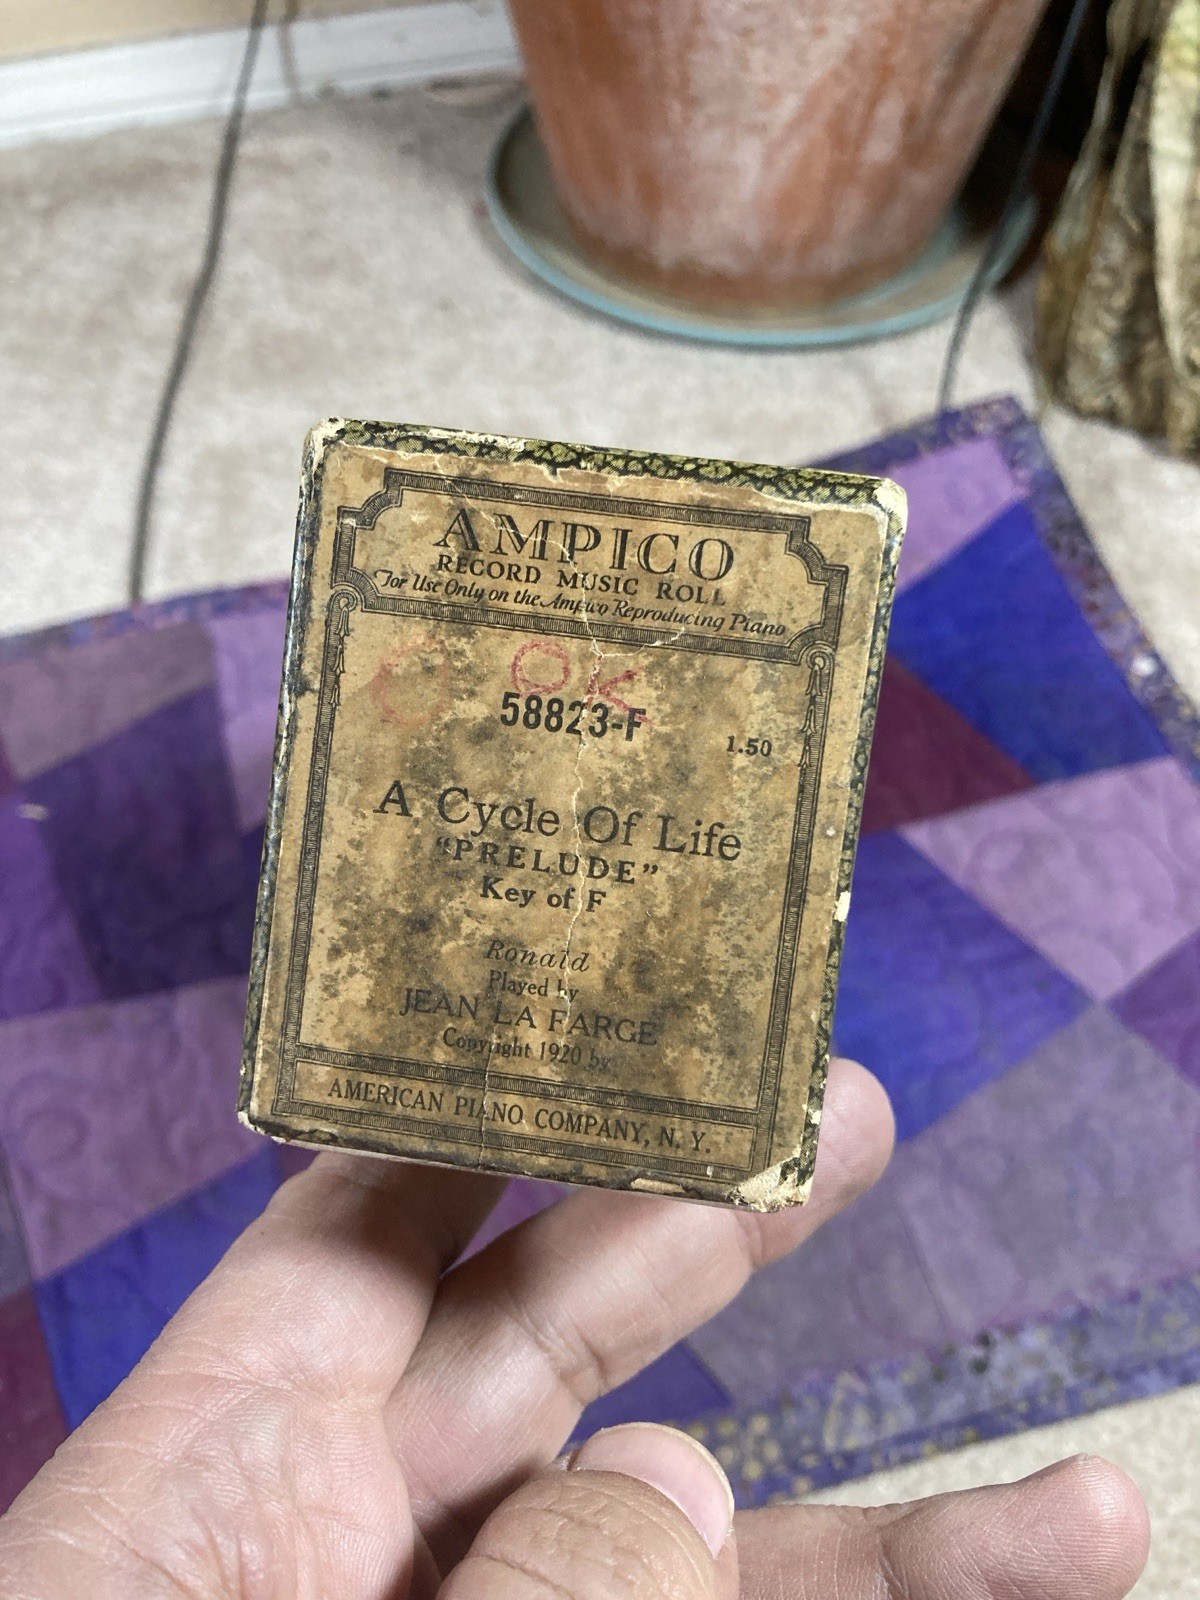 AMPICO
RECORD MUSIC ROLL
For Use Only on the Ampico Reproducing Piano
OK
58823-F
1.50
A Cycle Of Life
“PRELUDE”
Key of F
Ronald
Played by
JEAN LA FARGE
Copyright 1920 by
AMERICAN PIANO COMPANY, N. Y.